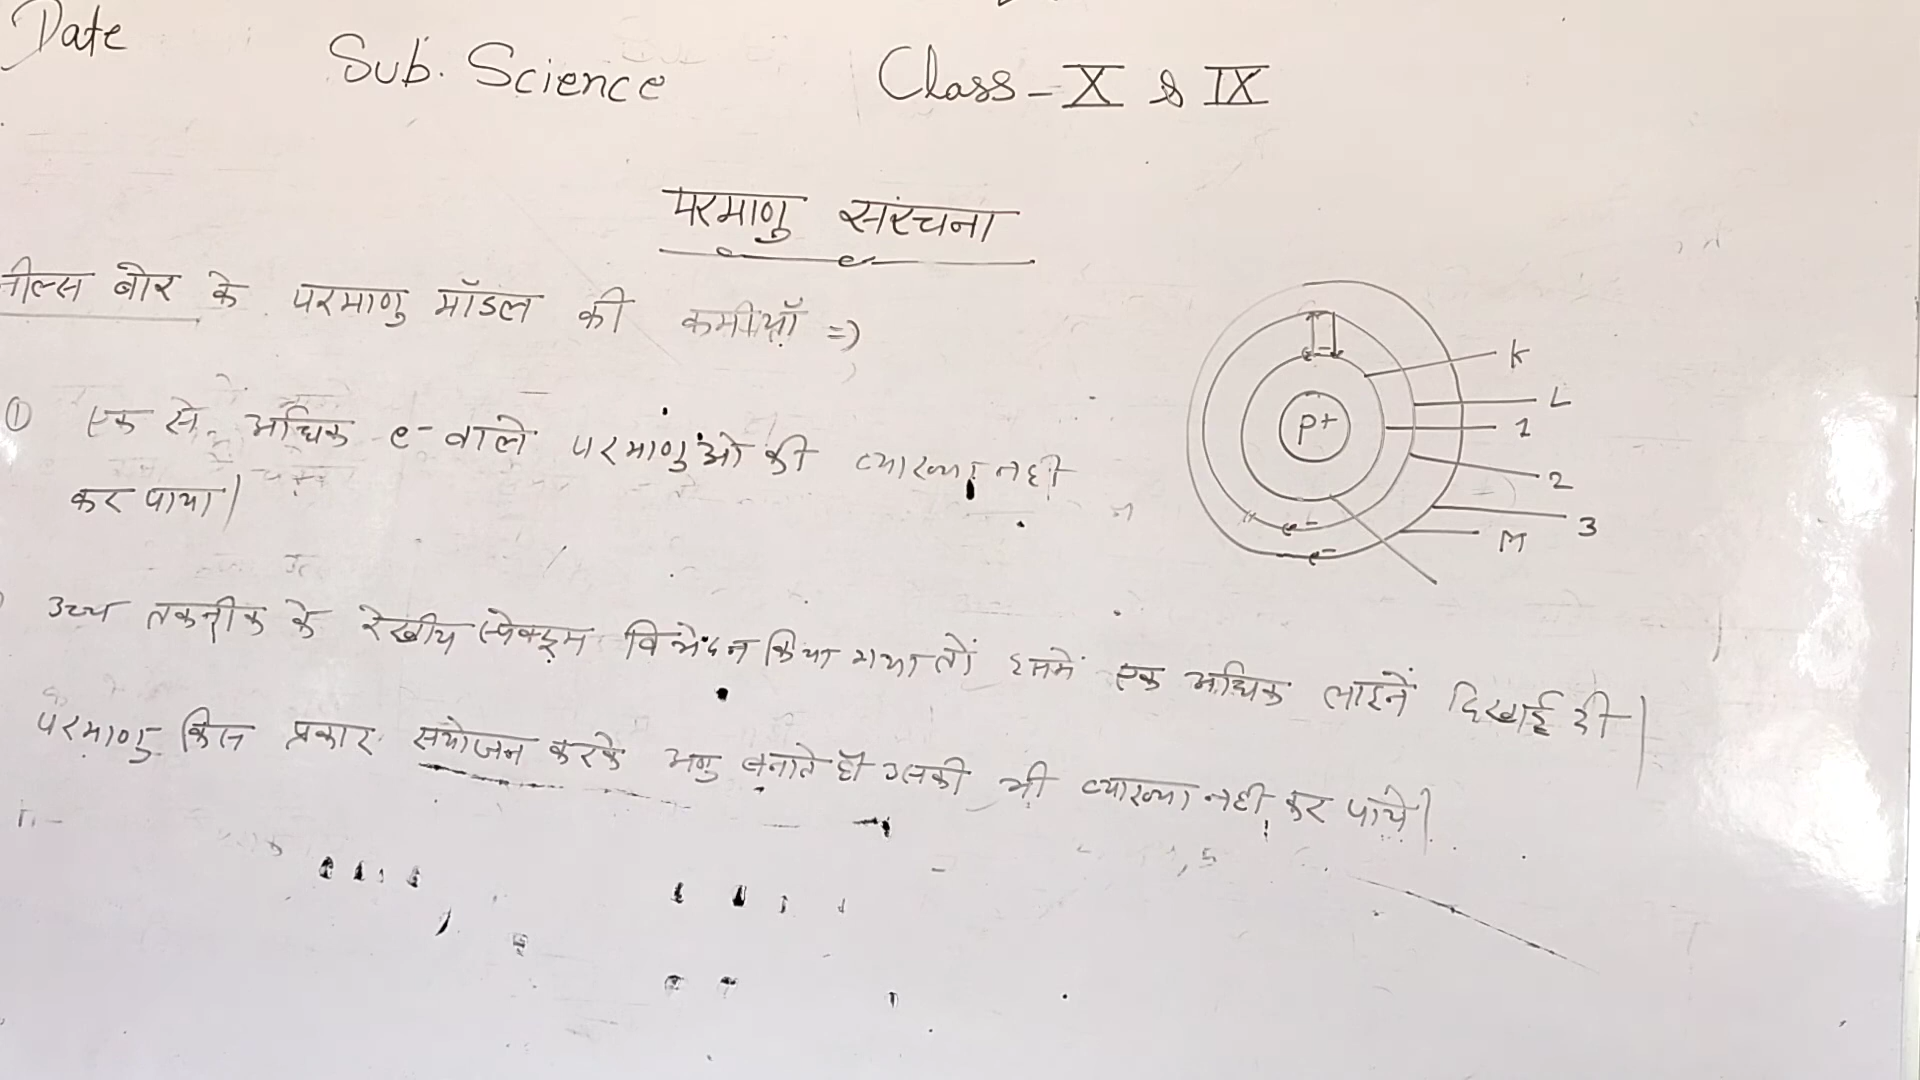 Date
Sub. Science
Class - X & IX
परमाणु संरचना
नील्स बोर के परमाणु मॉडल की कमीयाँ =>
① एक से अधिक e- वाले परमाणुओ की व्याख्या नही
कर पाया।
उच्च तकनीक के रेखीय स्पेक्ट्रम विभेदन किया गया तो इसमें एक अधिक लाइनें दिखाई दी।
परमाणु किस प्रकार संयोजन करके अणु बनाते है उसकी भी व्याख्या नही कर पाये।
K
L
1
2
3
M
P+
e-
e-
e-